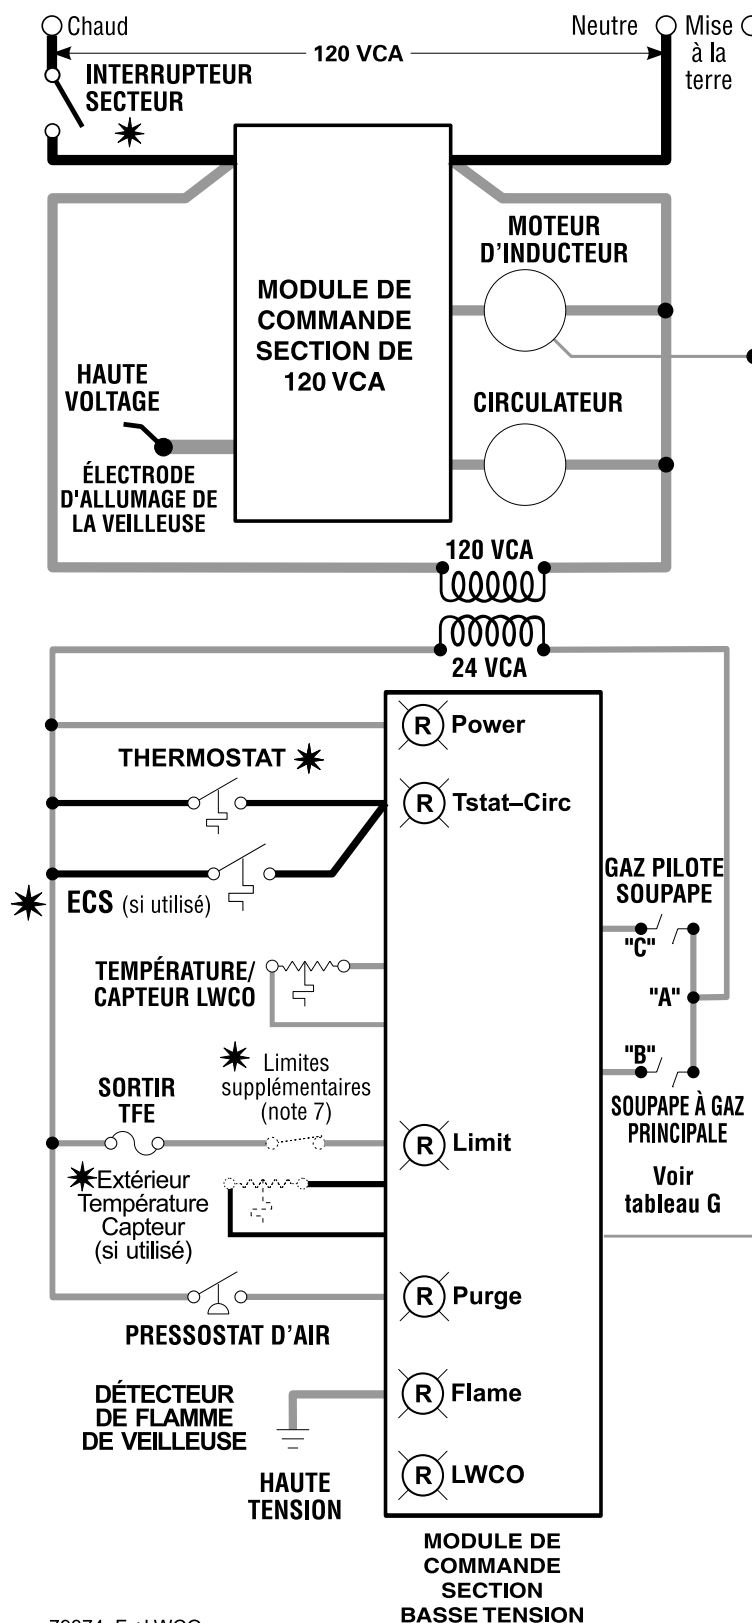 Chaud
Neutre
Mise
à la
terre
120 VCA
INTERRUPTEUR
SECTEUR
MOTEUR
D'INDUCTEUR
MODULE DE
COMMANDE
SECTION DE
120 VCA
HAUTE
VOLTAGE
CIRCULATEUR
ÉLECTRODE
D'ALLUMAGE DE
LA VEILLEUSE
120 VCA
24 VCA
R Power
THERMOSTAT
R Tstat–Circ
GAZ PILOTE
SOUPAPE
ECS (si utilisé)
"C"
TEMPÉRATURE/
CAPTEUR LWCO
"A"
"B"
Limites
supplémentaires
(note 7)
SORTIR
TFE
SOUPAPE À GAZ
PRINCIPALE
R Limit
Voir
tableau G
Extérieur
Température
Capteur
(si utilisé)
R Purge
PRESSOSTAT D'AIR
DÉTECTEUR
DE FLAMME
DE VEILLEUSE
R Flame
HAUTE
TENSION
R LWCO
MODULE DE
COMMANDE
SECTION
BASSE TENSION